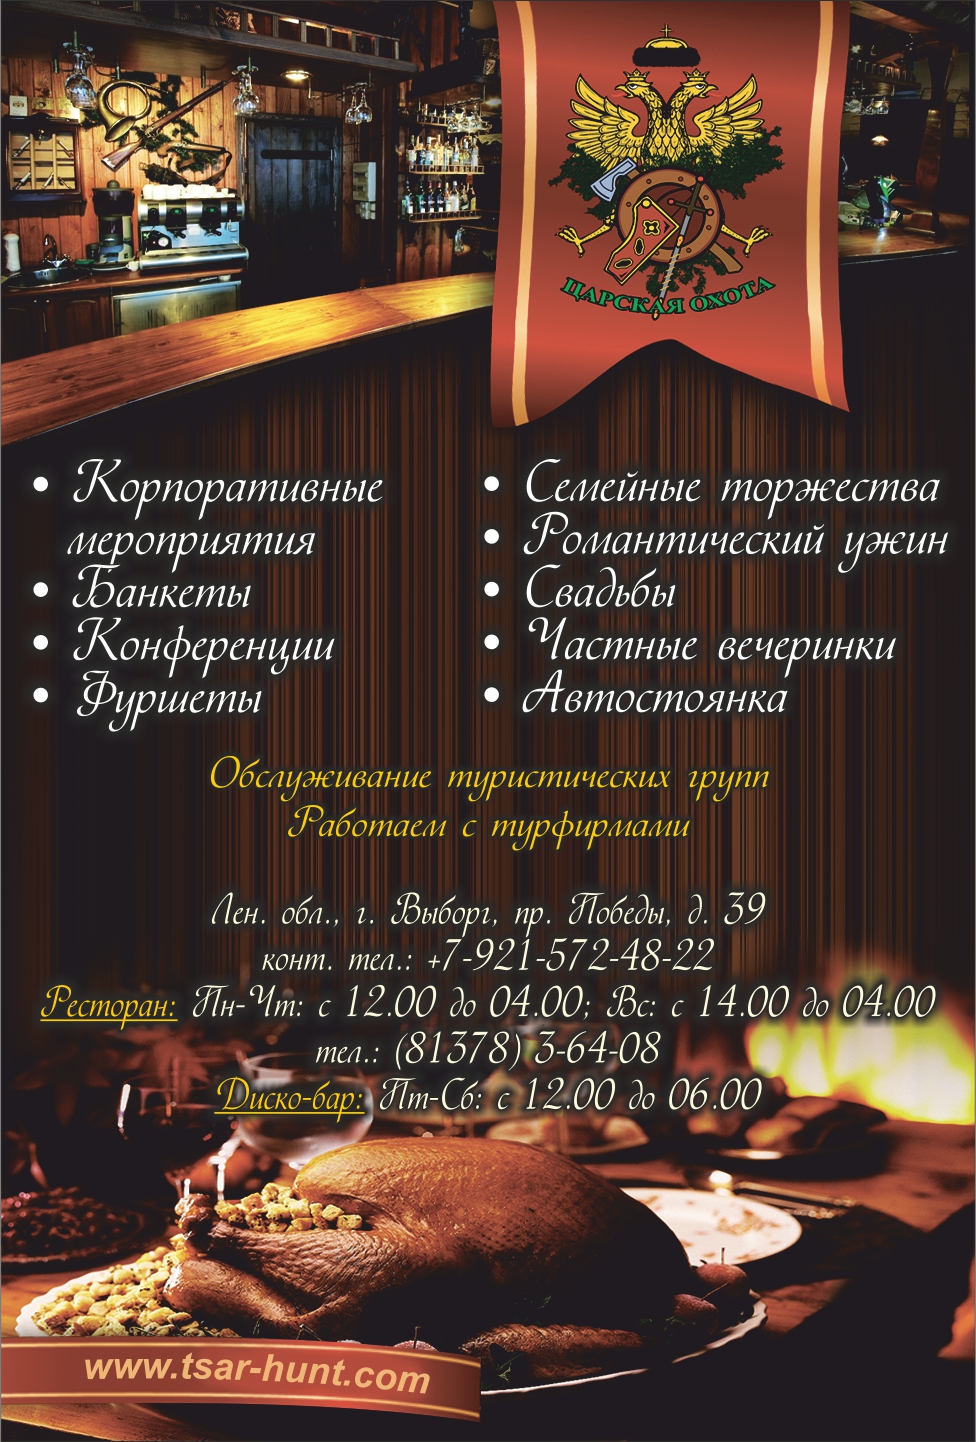 ЦАРСКАЯ ОХОТА
• Корпоративные
мероприятия
• Банкеты
• Конференции
• Фуршеты
• Семейные торжества
• Романтический ужин
• Свадьбы
• Частные вечеринки
• Автостоянка
Обслуживание туристических групп
Работаем с турфирмами
Лен. обл., г. Выборг, пр. Победы, д. 39
конт. тел.: +7-921-572-48-22
Ресторан: Пн-Чт: с 12.00 до 04.00; Вс: с 14.00 до 04.00
тел.: (81378) 3-64-08
Диско-бар: Пт-Сб: с 12.00 до 06.00
www.tsar-hunt.com